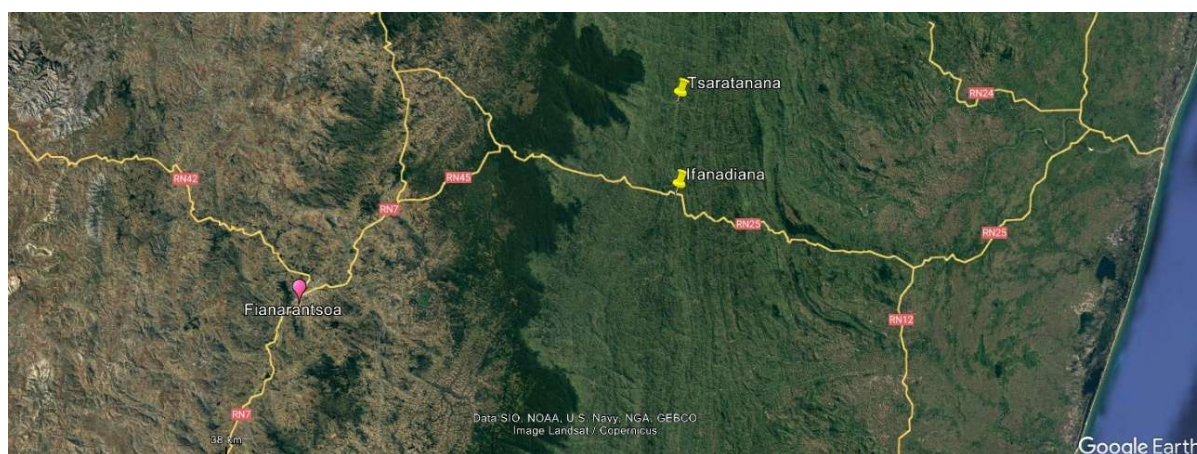 Tsaratanana
RN24
RN42
RN45
Ifanadiana
RN7
RN25
RN25
Fianarantsoa
RN12
RN7
Data SIO, NOAA, U.S. Navy, NGA, GEBCO
Image Landsat / Copernicus
38 km
Google Earth